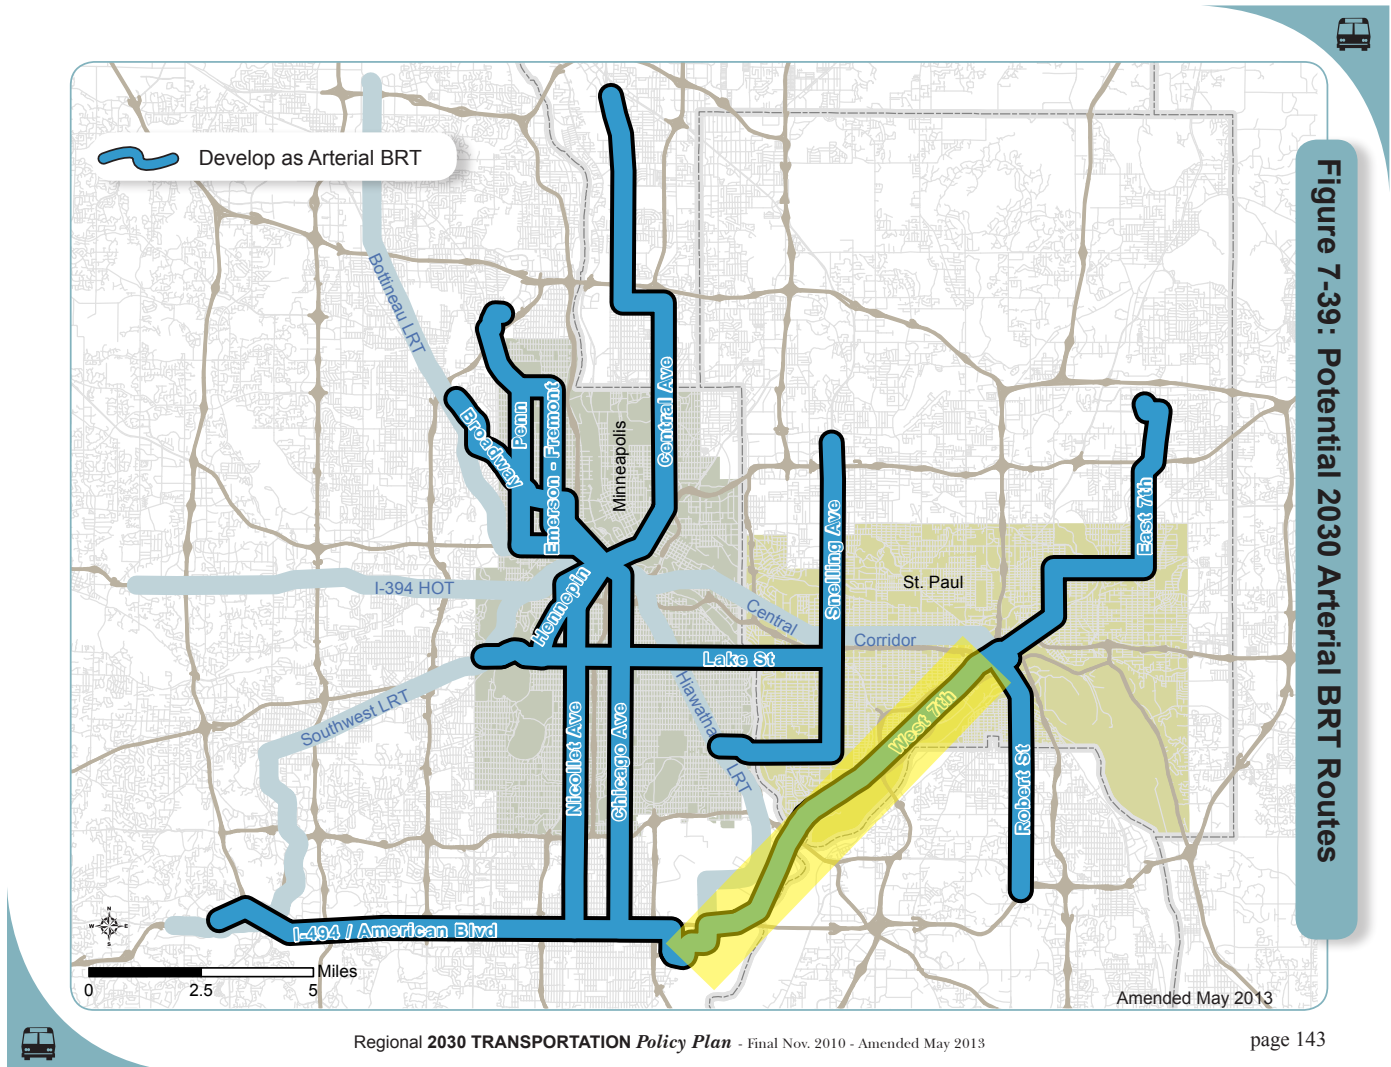 Develop as Arterial BRT
Figure 7-39: Potential 2030 Arterial BRT Routes
Bottineau LRT
Broadway
Penn
Emerson - Fremont
Minneapolis
Central Ave
Snelling Ave
East 7th
St. Paul
I-394 HOT
Hennepin
Central
Corridor
Lake St
Southwest LRT
Hiawatha
LRT
West 7th
Nicollet Ave
Chicago Ave
Robert St
I-494 / American Blvd
N
W
E
S
Miles
0
2.5
5
Amended May 2013
Regional 2030 TRANSPORTATION Policy Plan - Final Nov. 2010 - Amended May 2013
page 143